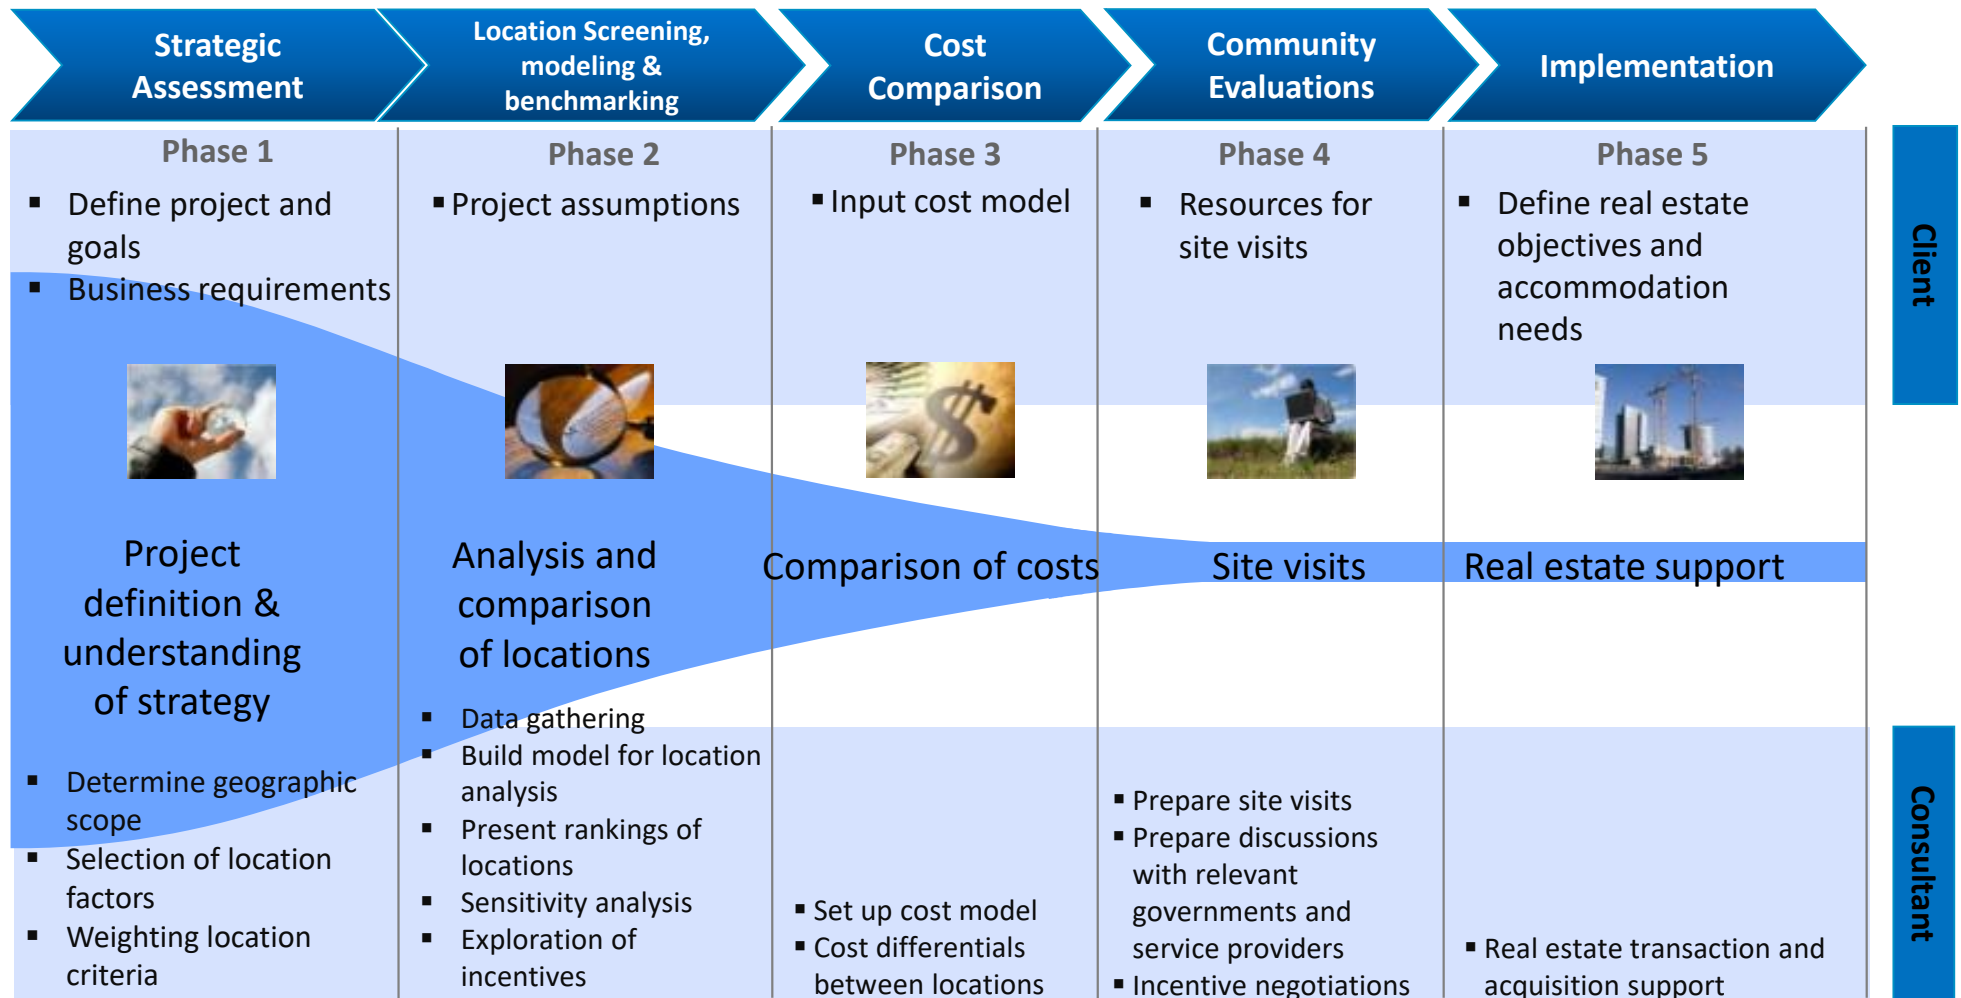 Strategic
Assessment
Location Screening,
modeling &
benchmarking
Cost
Comparison
Community
Evaluations
Implementation
Phase 1
▪ Define project and
goals
▪ Business requirements
Phase 2
▪ Project assumptions
Phase 3
▪ Input cost model
Phase 4
▪ Resources for
site visits
Phase 5
▪ Define real estate
objectives and
accommodation
needs
Client
Project
definition &
understanding
of strategy
Analysis and
comparison
of locations
Comparison of costs
Site visits
Real estate support
▪ Determine geographic
scope
▪ Selection of location
factors
▪ Weighting location
criteria
▪ Data gathering
▪ Build model for location
analysis
▪ Present rankings of
locations
▪ Sensitivity analysis
▪ Exploration of
incentives
▪ Set up cost model
▪ Cost differentials
between locations
▪ Prepare site visits
▪ Prepare discussions
with relevant
governments and
service providers
▪ Incentive negotiations
▪ Real estate transaction and
acquisition support
Consultant